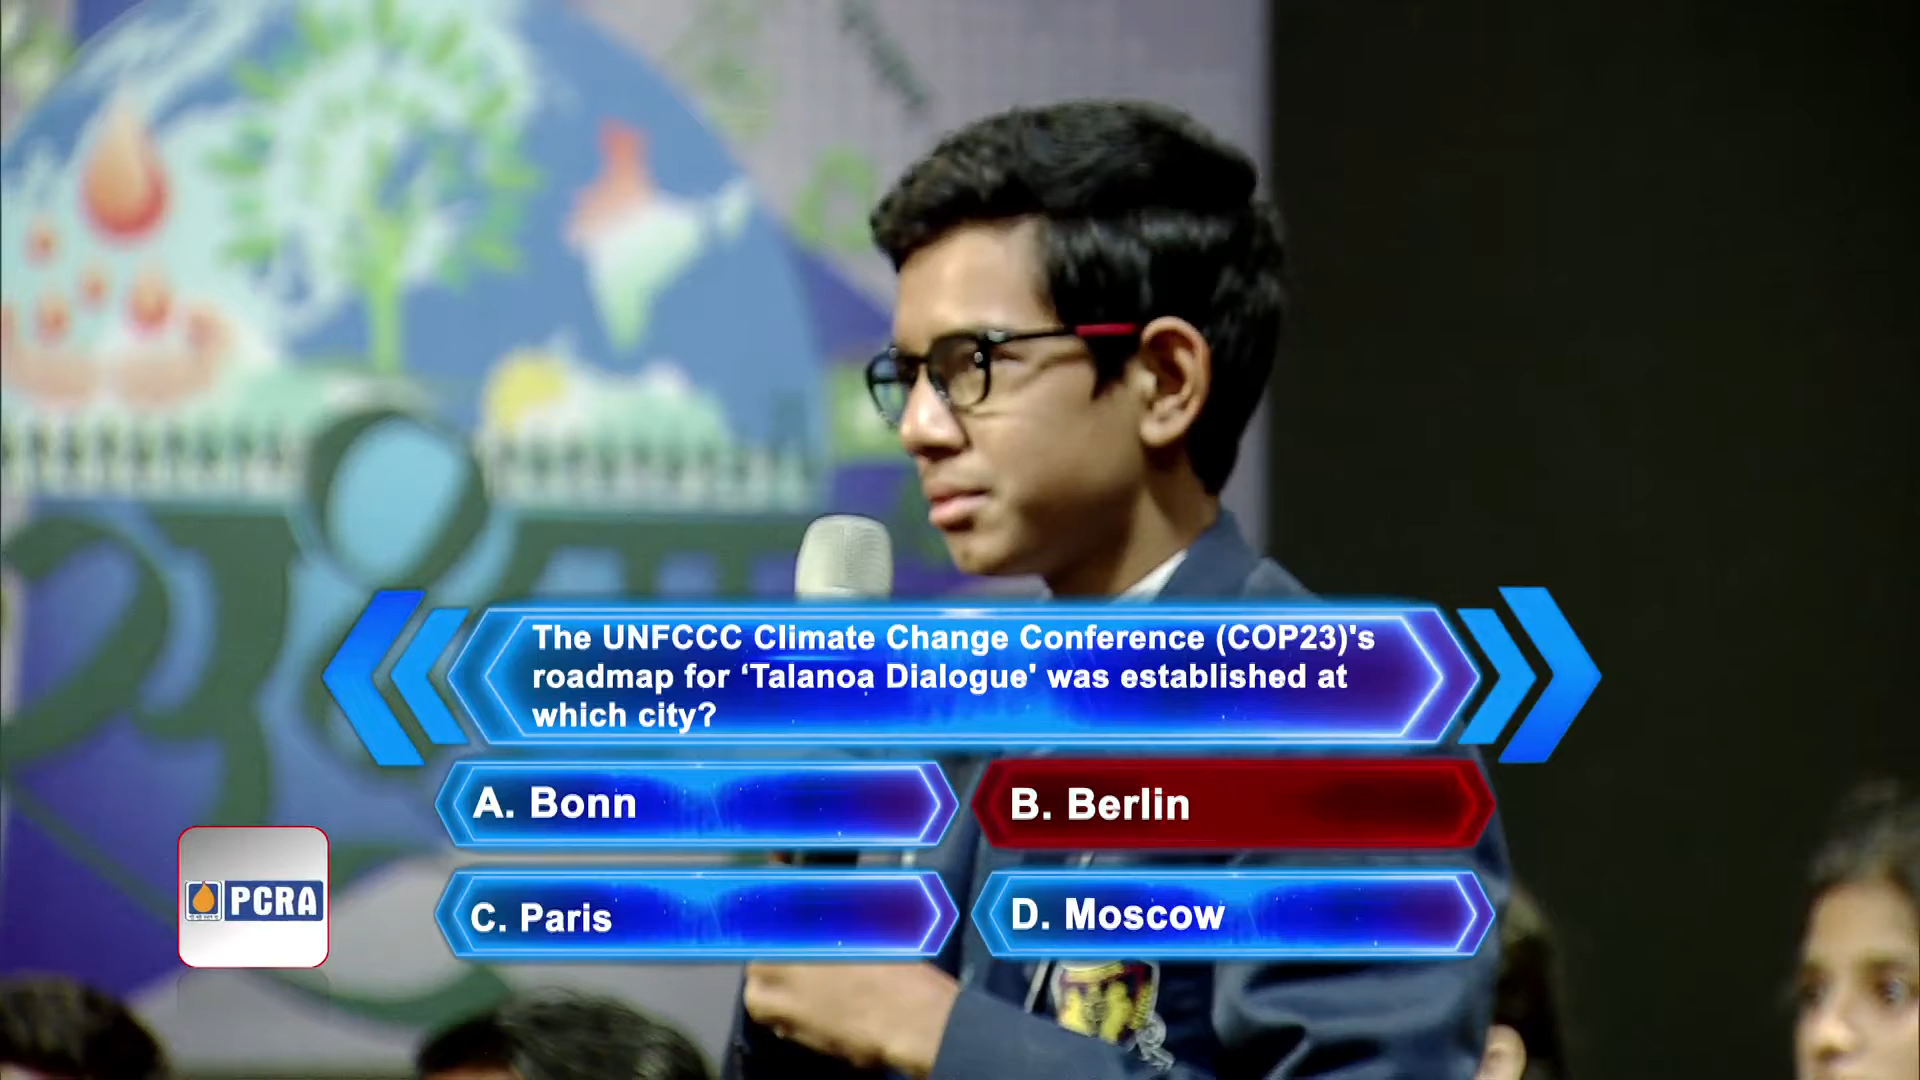 The UNFCCC Climate Change Conference (COP23)'s
roadmap for ‘Talanoa Dialogue' was established at
which city?
A. Bonn
B. Berlin
C. Paris
D. Moscow
PCRA